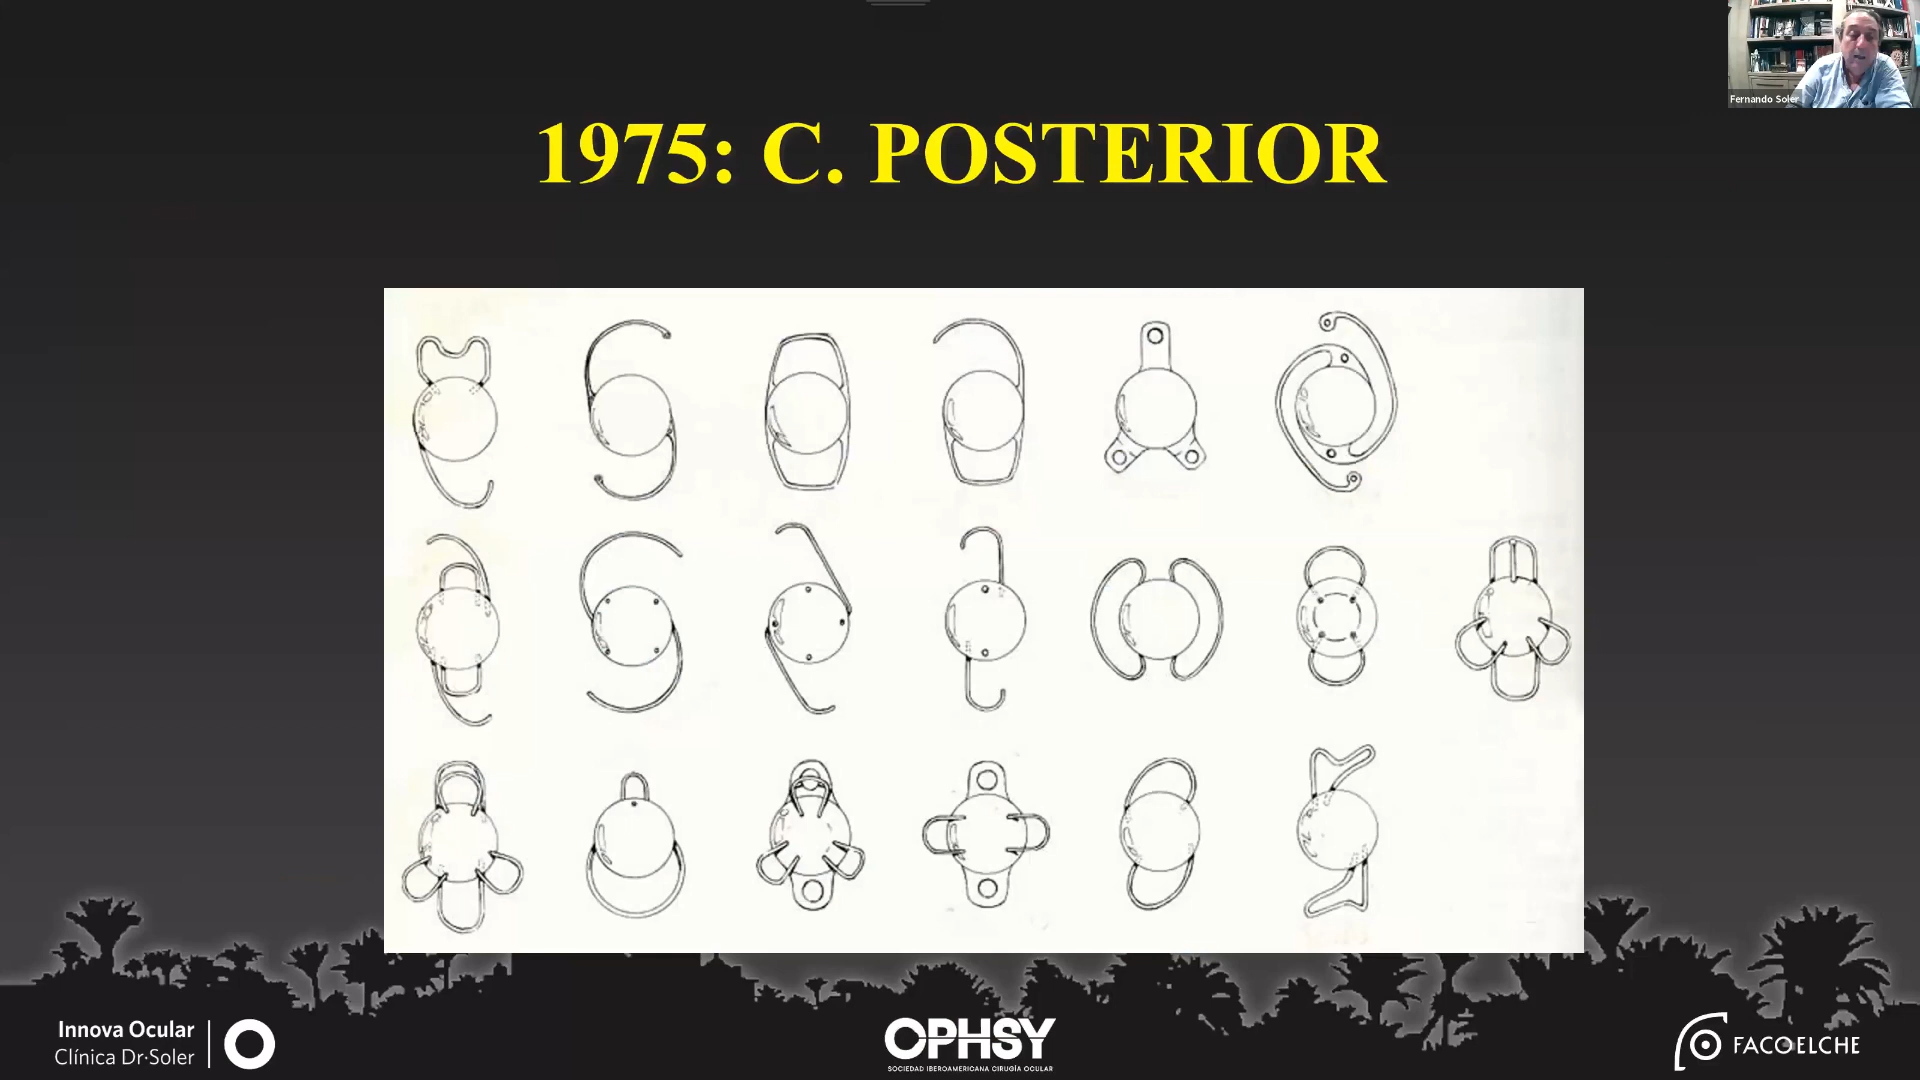 Fernando Soler
1975: C. POSTERIOR
Innova Ocular
Clínica Dr·Soler
OPHSY
SOCIEDAD IBEROAMERICANA CIRUGÍA OCULAR
FACOELCHE